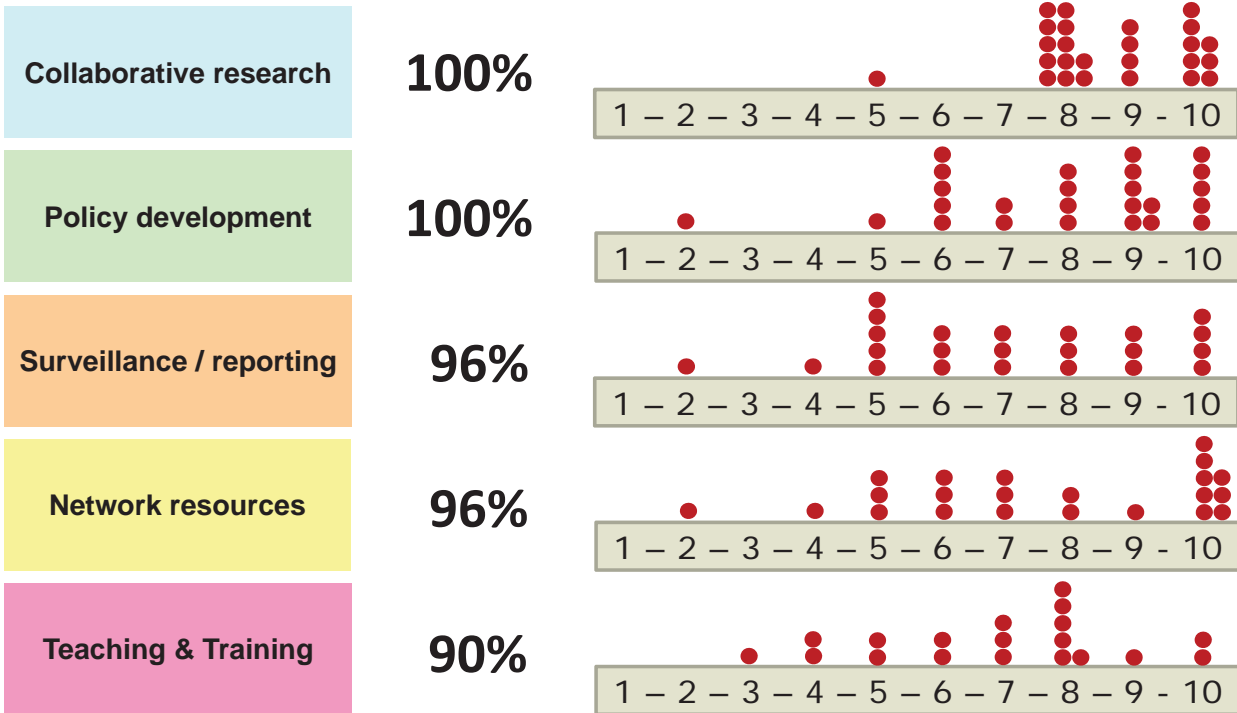 Collaborative research
100%
1 – 2 – 3 – 4 – 5 – 6 – 7 – 8 – 9 - 10
Policy development
100%
1 – 2 – 3 – 4 – 5 – 6 – 7 – 8 – 9 - 10
Surveillance / reporting
96%
1 – 2 – 3 – 4 – 5 – 6 – 7 – 8 – 9 - 10
Network resources
96%
1 – 2 – 3 – 4 – 5 – 6 – 7 – 8 – 9 - 10
Teaching & Training
90%
1 – 2 – 3 – 4 – 5 – 6 – 7 – 8 – 9 - 10